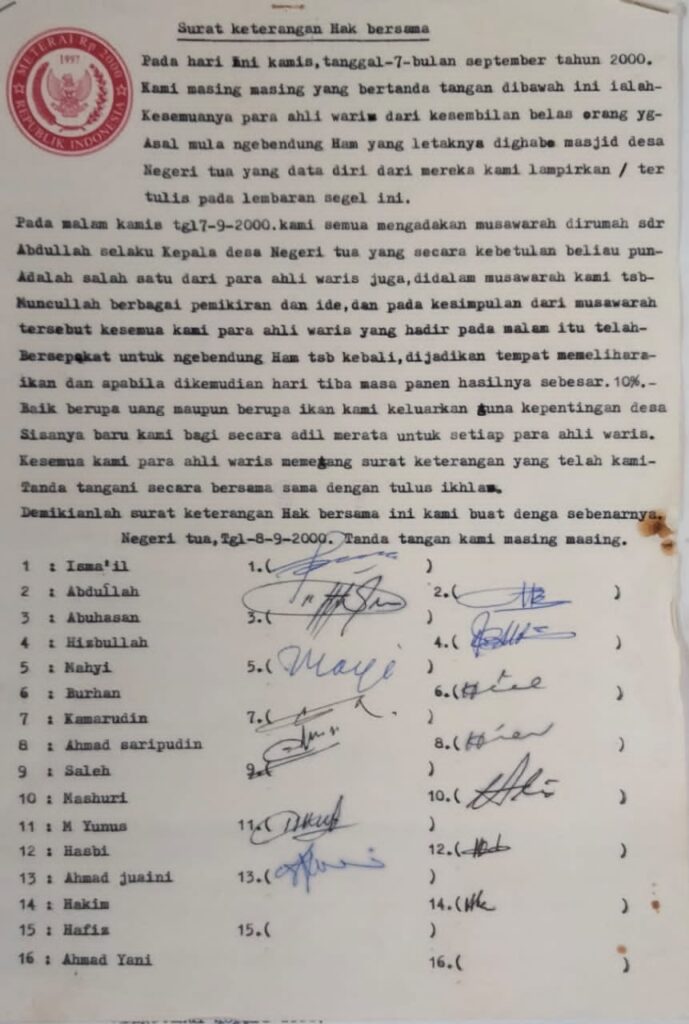 Surat keterangan Hak bersama
METERAI RP 2000
1997
REPUBLIK INDONESIA
Pada hari ini kamis,tanggal-7-bulan september tahun 2000.
Kami masing masing yang bertanda tangan dibawah ini ialah-
Kesemuanya para ahli waris dari kesembilan belas orang yg-
Asal mula ngebendung Ham yang letaknya dighabe masjid desa
Negeri tua yang data diri dari mereka kami lampirkan / ter
tulis pada lembaran segel ini.
Pada malam kamis tgl7-9-2000.kami semua mengadakan musawarah dirumah sdr
Abdullah selaku Kepala desa Negeri tua yang secara kebetulan beliau pun-
Adalah salah satu dari para ahli waris juga,didalam musawarah kami tsb-
Muncullah berbagai pemikiran dan ide,dan pada kesimpulan dari musawarah
tersebut kesemua kami para ahli waris yang hadir pada malam itu telah-
Bersepakat untuk ngebendung Ham tsb kebali,dijadikan tempat memelihara-
ikan dan apabila dikemudian hari tiba masa panen hasilnya sebesar.10%.-
Baik berupa uang maupun berupa ikan kami keluarkan guna kepentingan desa
Sisanya baru kami bagi secara adil merata untuk setiap para ahli waris.
Kesemua kami para ahli waris memegang surat keterangan yang telah kami-
Tanda tangani secara bersama sama dengan tulus ikhlas.
Demikianlah surat keterangan Hak bersama ini kami buat denga sebenarnya.
Negeri tua,Tgl-8-9-2000. Tanda tangan kami masing masing.
1 : Isma'il 1.( )
2 : Abdullah 2.( )
3 : Abuhasan 3.( )
4 : Hizbullah 4.( )
5 : Mahyi 5.( )
6 : Burhan 6.( )
7 : Kamarudin 7.( )
8 : Ahmad saripudin 8.( )
9 : Saleh 9.( )
10 : Mashuri 10.( )
11 : M Yunus 11.( )
12 : Hasbi 12.( )
13 : Ahmad juaini 13.( )
14 : Hakim 14.( )
15 : Hafiz 15.( )
16 : Ahmad Yani 16.( )